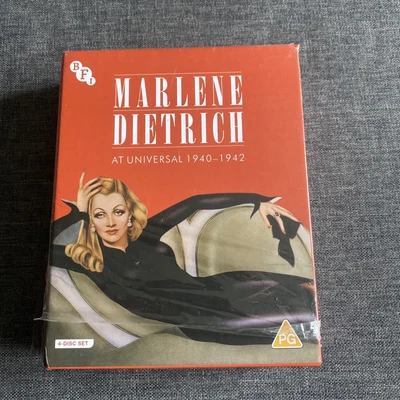 BFI
MARLENE
DIETRICH
AT UNIVERSAL 1940–1942
4-DISC SET
PG